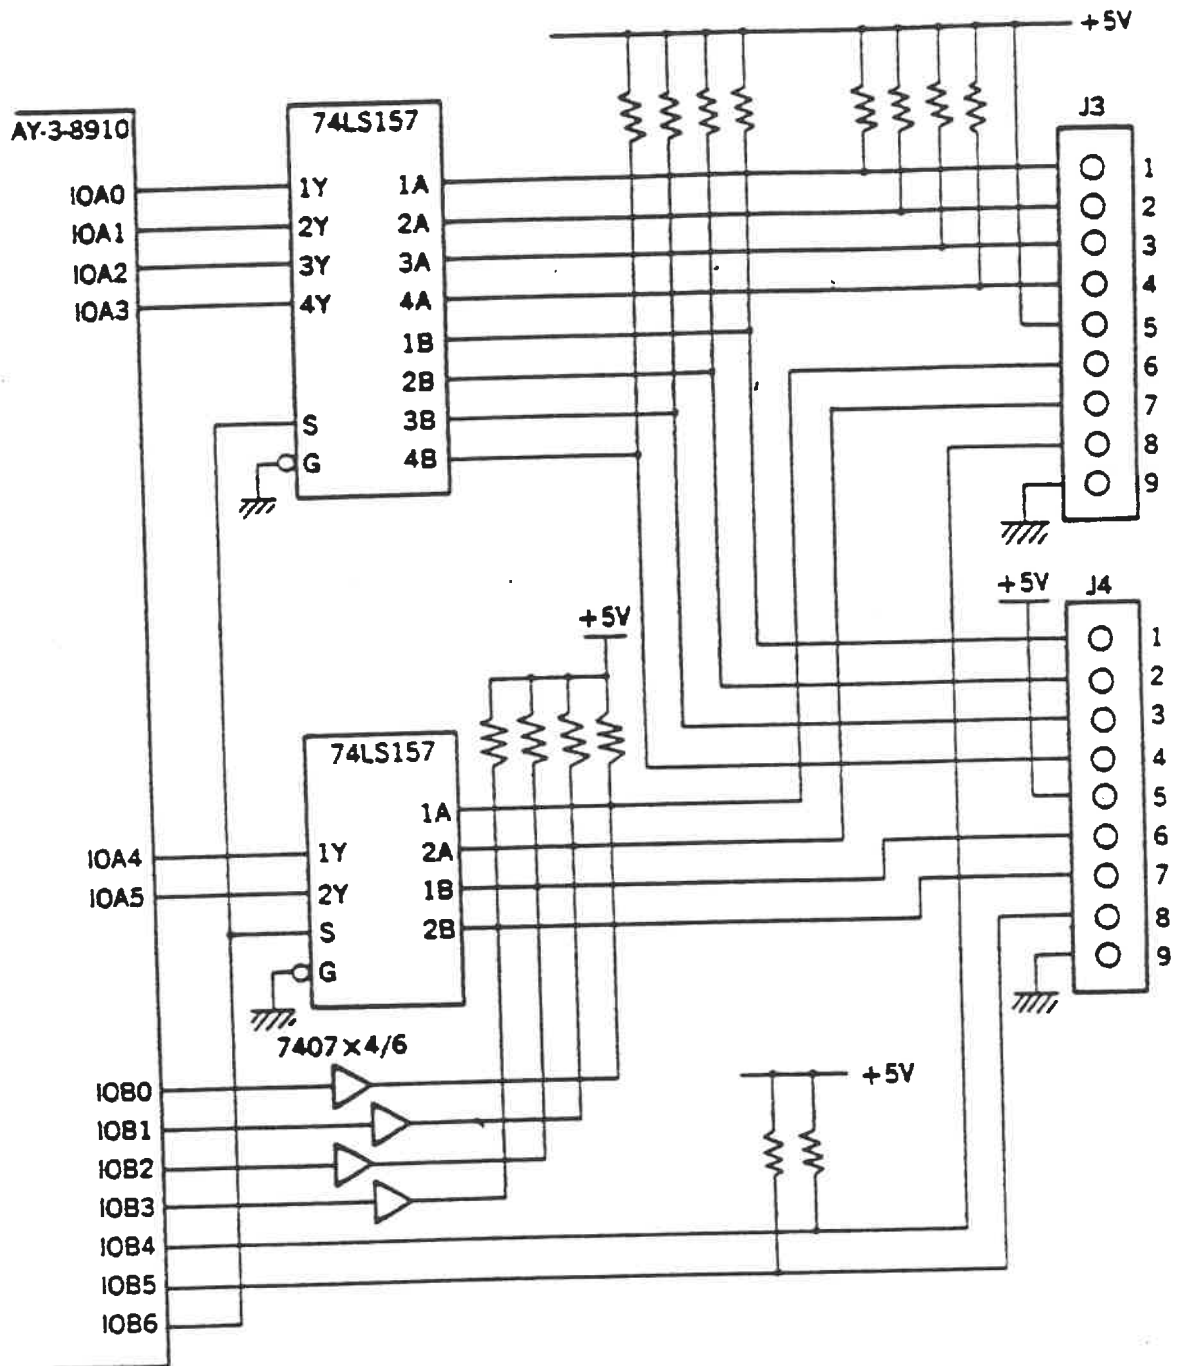 +5V
AY-3-8910
74LS157
J3
IOA0
IOA1
IOA2
IOA3
1Y
2Y
3Y
4Y
S
G
1A
2A
3A
4A
1B
2B
3B
4B
1
2
3
4
5
6
7
8
9
+5V
J4
1
2
3
4
5
6
7
8
9
+5V
74LS157
IOA4
IOA5
1Y
2Y
S
G
1A
2A
1B
2B
7407×4/6
IOB0
IOB1
IOB2
IOB3
IOB4
IOB5
IOB6
+5V